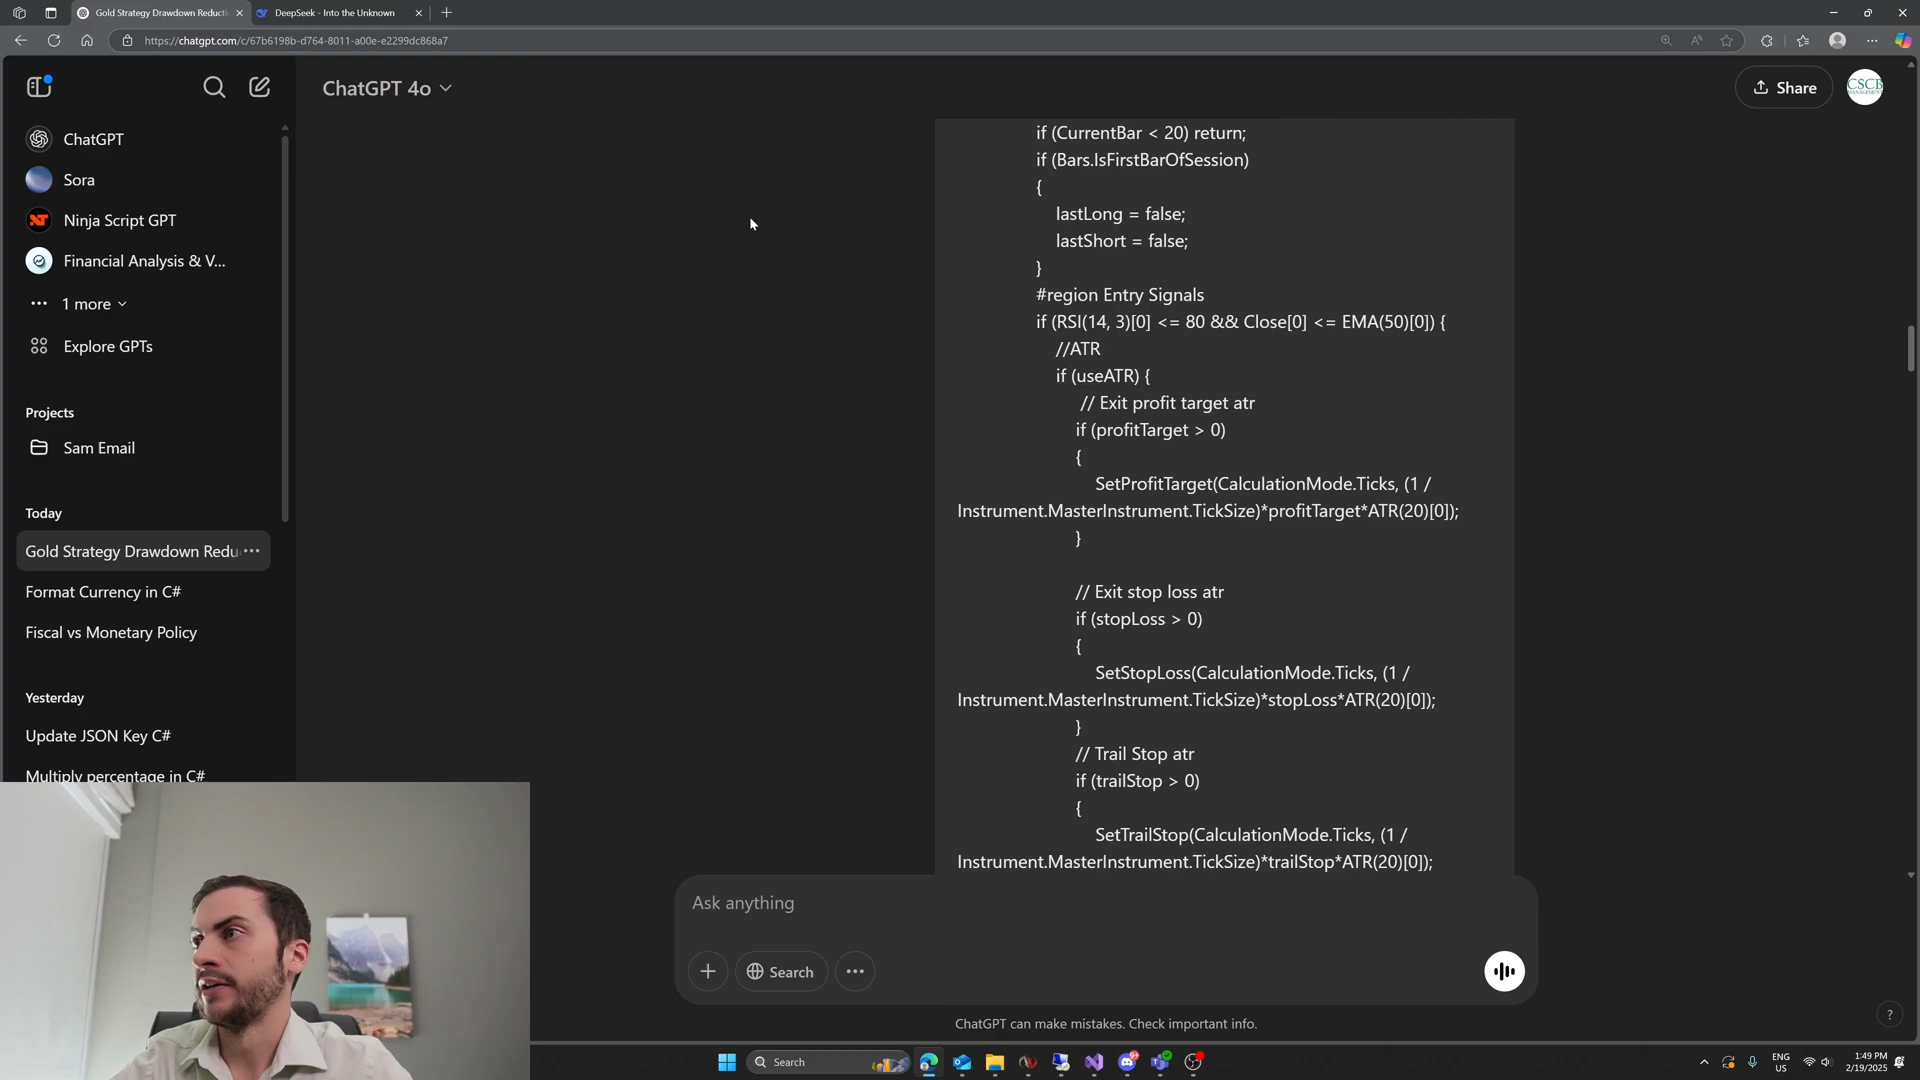 Gold Strategy Drawdown Reducti
DeepSeek - Into the Unknown
https://chatgpt.com/c/67b6198b-d764-8011-a00e-e2299dc868a7
ChatGPT 4o
Share
CSCB
MANAGEMENT
ChatGPT
Sora
Ninja Script GPT
Financial Analysis & V...
1 more
Explore GPTs
Projects
Sam Email
Today
Gold Strategy Drawdown Redu
Format Currency in C#
Fiscal vs Monetary Policy
Yesterday
Update JSON Key C#
Multiply percentage in C#
if (CurrentBar < 20) return;
if (Bars.IsFirstBarOfSession)
{
lastLong = false;
lastShort = false;
}
#region Entry Signals
if (RSI(14, 3)[0] <= 80 && Close[0] <= EMA(50)[0]) {
//ATR
if (useATR) {
// Exit profit target atr
if (profitTarget > 0)
{
SetProfitTarget(CalculationMode.Ticks, (1 /
Instrument.MasterInstrument.TickSize)*profitTarget*ATR(20)[0]);
}
// Exit stop loss atr
if (stopLoss > 0)
{
SetStopLoss(CalculationMode.Ticks, (1 /
Instrument.MasterInstrument.TickSize)*stopLoss*ATR(20)[0]);
}
// Trail Stop atr
if (trailStop > 0)
{
SetTrailStop(CalculationMode.Ticks, (1 /
Instrument.MasterInstrument.TickSize)*trailStop*ATR(20)[0]);
Ask anything
Search
ChatGPT can make mistakes. Check important info.
?
Search
ENG
US
1:49 PM
2/19/2025